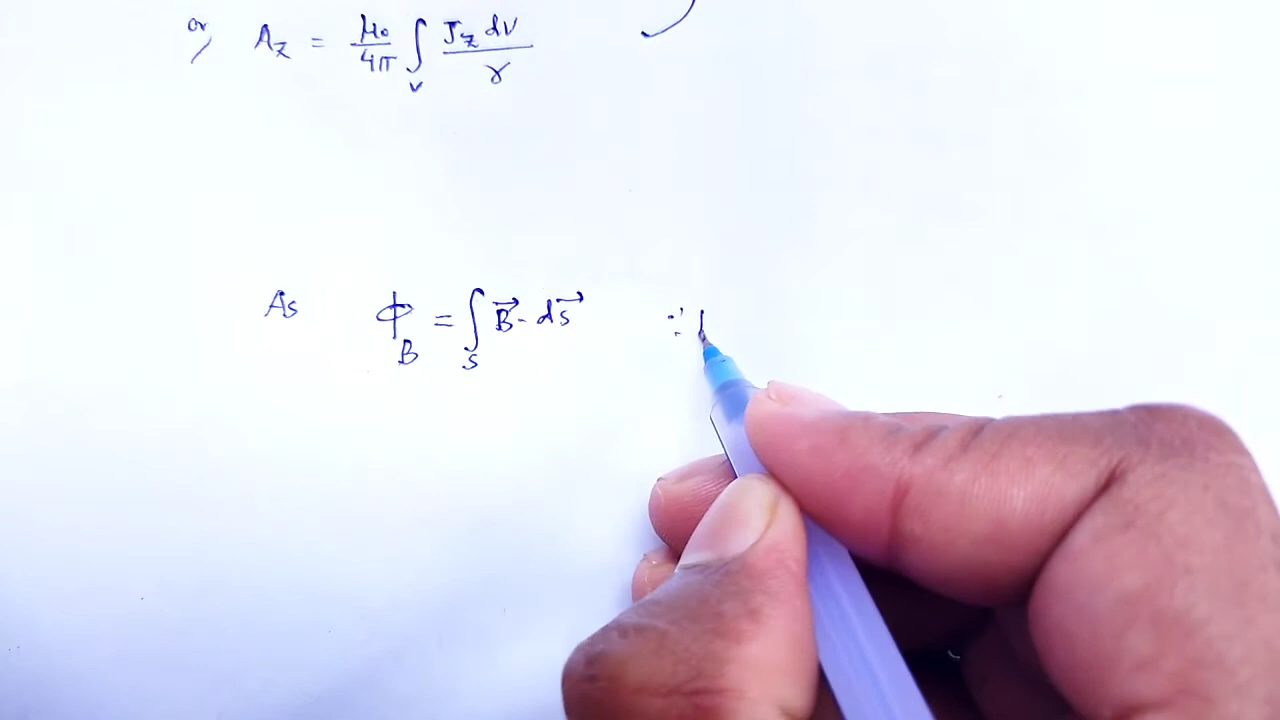 or, A_z = μ₀/4π ∫_v J_z dv / r
As Φ_B = ∫_s B⃗ · ds⃗ ∵